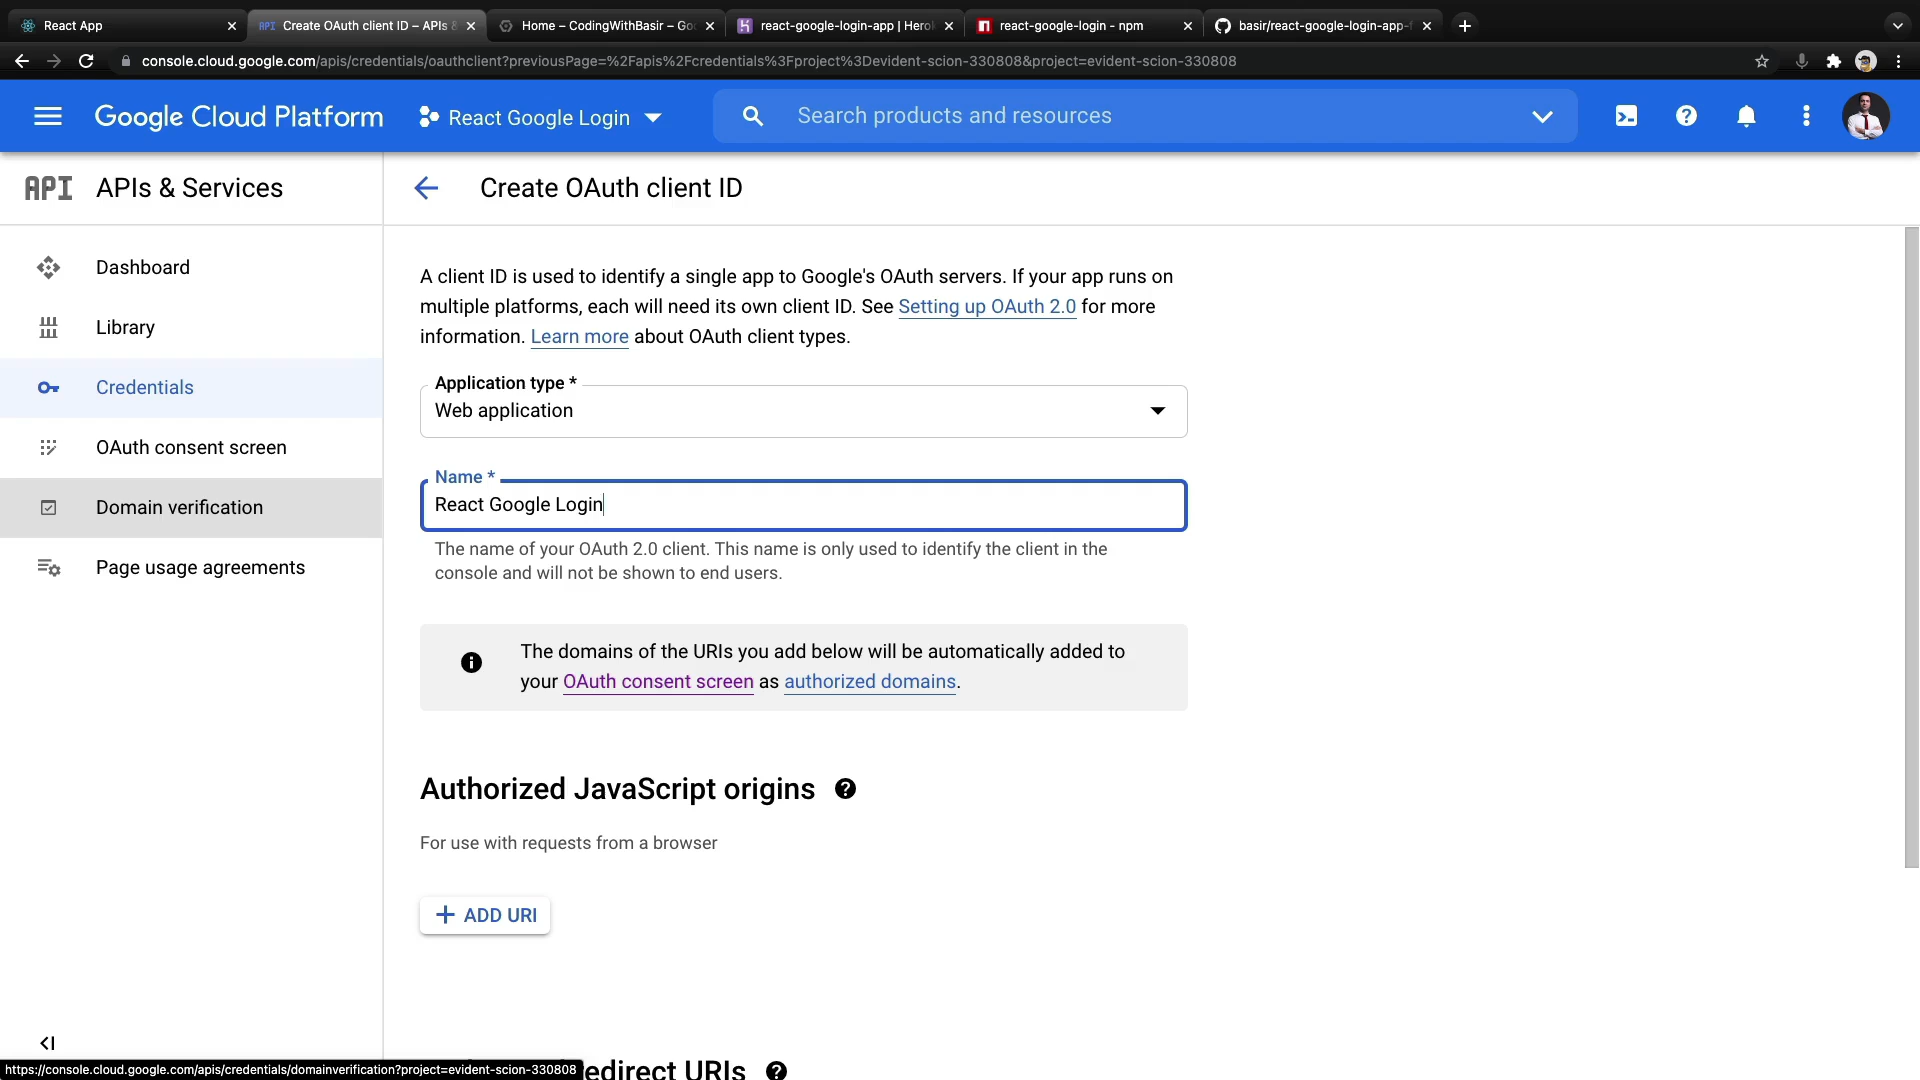 React App
Create OAuth client ID – APIs &
Home – CodingWithBasir – Goo
react-google-login-app | Herok
react-google-login - npm
basir/react-google-login-app-f
console.cloud.google.com/apis/credentials/oauthclient?previousPage=%2Fapis%2Fcredentials%3Fproject%3Devident-scion-330808&project=evident-scion-330808
Google Cloud Platform
React Google Login
Search products and resources
API APIs & Services
Create OAuth client ID
Dashboard
Library
Credentials
OAuth consent screen
Domain verification
Page usage agreements
A client ID is used to identify a single app to Google's OAuth servers. If your app runs on
multiple platforms, each will need its own client ID. See Setting up OAuth 2.0 for more
information. Learn more about OAuth client types.
Application type *
Web application
Name *
React Google Login
The name of your OAuth 2.0 client. This name is only used to identify the client in the
console and will not be shown to end users.
The domains of the URIs you add below will be automatically added to
your OAuth consent screen as authorized domains.
Authorized JavaScript origins
For use with requests from a browser
ADD URI
edirect URIs
https://console.cloud.google.com/apis/credentials/domainverification?project=evident-scion-330808